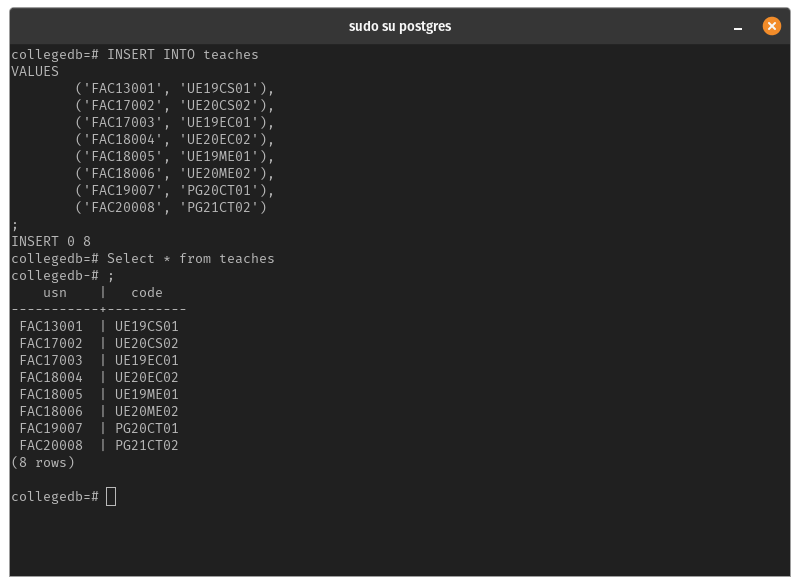 sudo su postgres
collegedb=# INSERT INTO teaches
VALUES
        ('FAC13001', 'UE19CS01'),
        ('FAC17002', 'UE20CS02'),
        ('FAC17003', 'UE19EC01'),
        ('FAC18004', 'UE20EC02'),
        ('FAC18005', 'UE19ME01'),
        ('FAC18006', 'UE20ME02'),
        ('FAC19007', 'PG20CT01'),
        ('FAC20008', 'PG21CT02')
;
INSERT 0 8
collegedb=# Select * from teaches
collegedb-# ;
    usn    |   code
-----------+----------
 FAC13001  | UE19CS01
 FAC17002  | UE20CS02
 FAC17003  | UE19EC01
 FAC18004  | UE20EC02
 FAC18005  | UE19ME01
 FAC18006  | UE20ME02
 FAC19007  | PG20CT01
 FAC20008  | PG21CT02
(8 rows)

collegedb=#